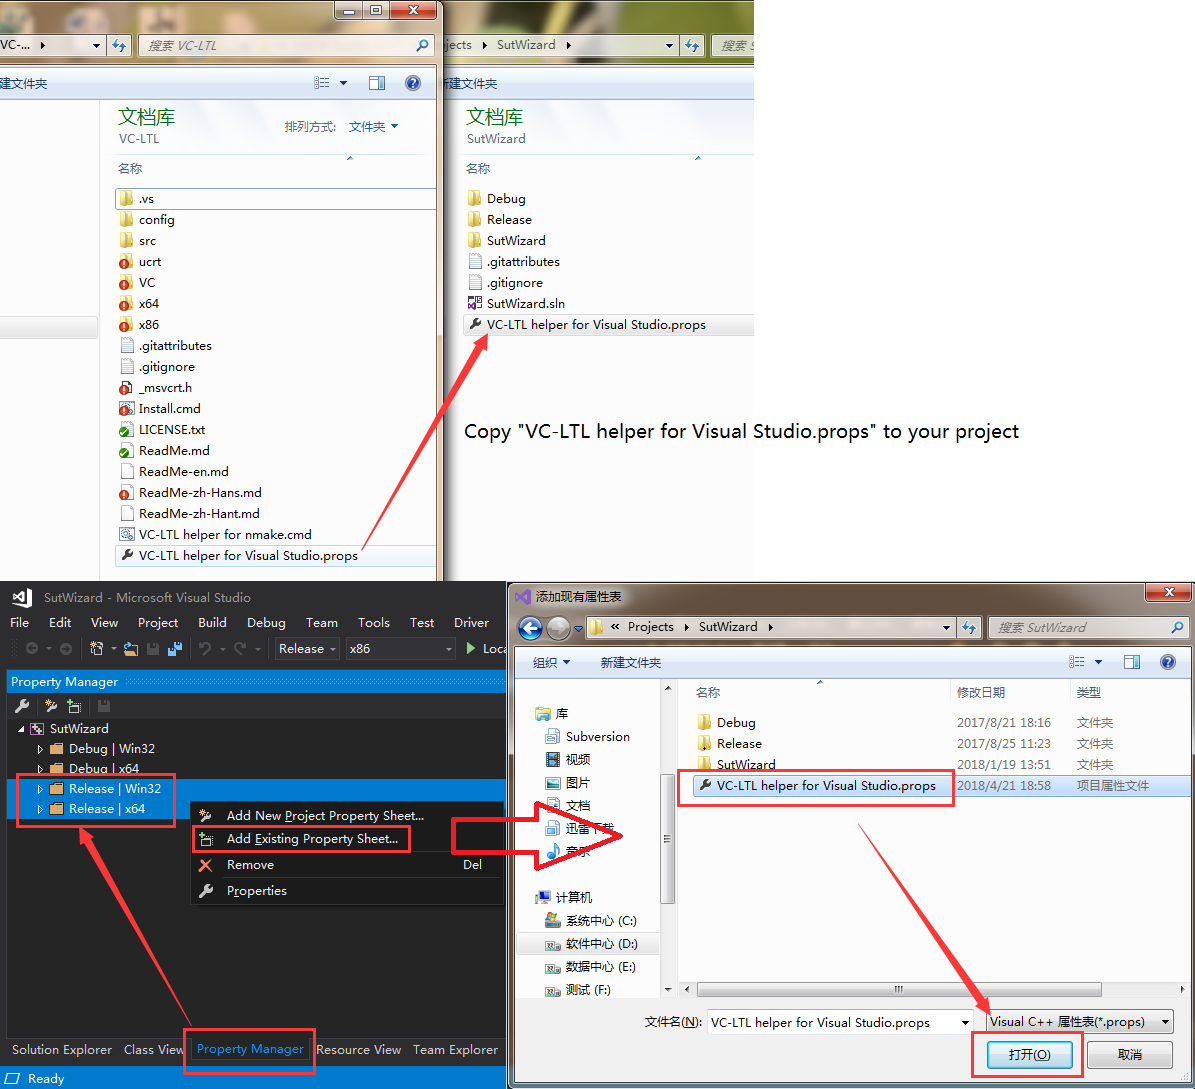 VC-...
搜索 VC-LTL
建文件夹
文档库
VC-LTL
排列方式:
文件夹
名称
.vs
config
src
ucrt
VC
x64
x86
.gitattributes
.gitignore
_msvcrt.h
Install.cmd
LICENSE.txt
ReadMe.md
ReadMe-en.md
ReadMe-zh-Hans.md
ReadMe-zh-Hant.md
VC-LTL helper for nmake.cmd
VC-LTL helper for Visual Studio.props
jects
SutWizard
搜索 S
新建文件夹
文档库
SutWizard
名称
Debug
Release
SutWizard
.gitattributes
.gitignore
SutWizard.sln
VC-LTL helper for Visual Studio.props
Copy "VC-LTL helper for Visual Studio.props" to your project
SutWizard - Microsoft Visual Studio
File Edit View Project Build Debug Team Tools Test Driver
Release x86 Loca
Property Manager
SutWizard
Debug | Win32
Debug | x64
Release | Win32
Release | x64
Add New Project Property Sheet...
Add Existing Property Sheet...
Remove Del
Properties
Solution Explorer Class View Property Manager Resource View Team Explorer
Ready
添加现有属性表
« Projects SutWizard
搜索 SutWizard
组织 新建文件夹
库
Subversion
视频
图片
文档
迅雷下载
音乐
计算机
系统中心 (C:)
软件中心 (D:)
数据中心 (E:)
测试 (F:)
名称 修改日期 类型
Debug 2017/8/21 18:16 文件夹
Release 2017/8/25 11:23 文件夹
SutWizard 2018/1/19 13:51 文件夹
VC-LTL helper for Visual Studio.props 2018/4/21 18:58 项目属性文件
文件名(N): VC-LTL helper for Visual Studio.props
Visual C++ 属性表(*.props)
打开(O)
取消